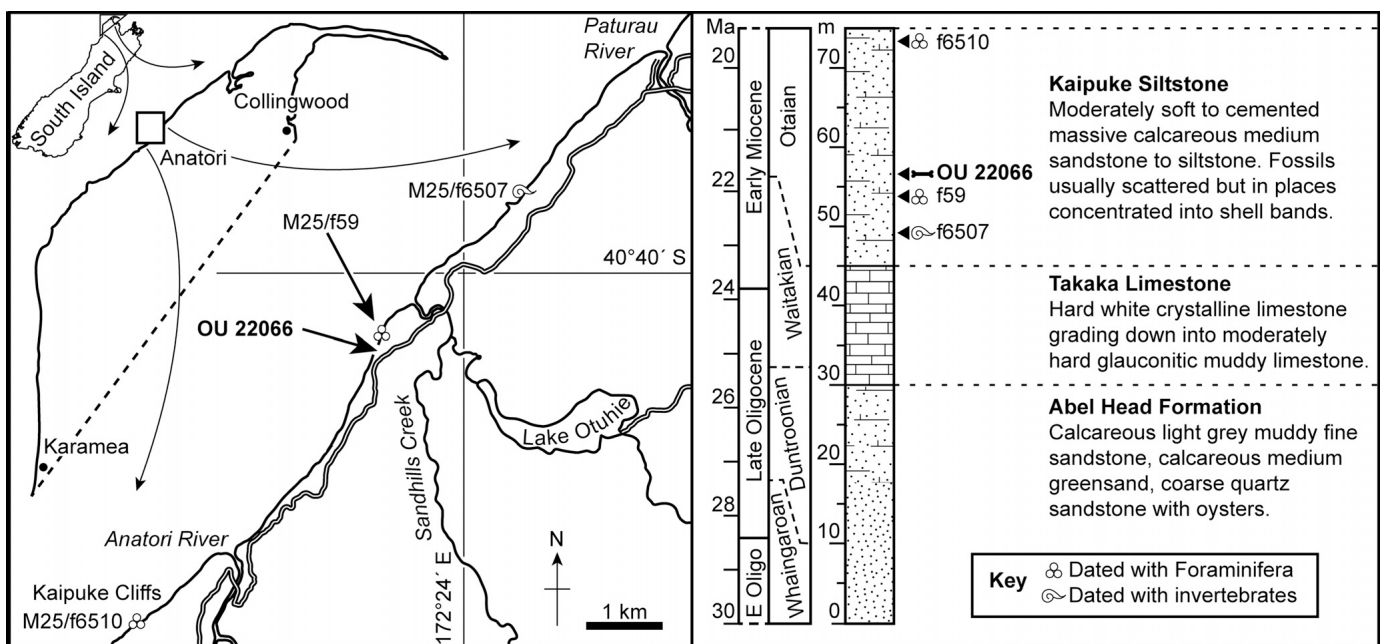 South Island
Collingwood
Anatori
Karamea
Paturau
River
M25/f6507
M25/f59
40°40´ S
OU 22066
Lake Otuhie
Sandhills Creek
Anatori River
Kaipuke Cliffs
M25/f6510
172°24´ E
N
1 km
Ma
20
22
24
26
28
30
Early Miocene
Late Oligocene
E Oligo
Otaian
Waitakian
Duntroonian
Whaingaroan
m
70
60
50
40
30
20
10
0
f6510
OU 22066
f59
f6507
Kaipuke Siltstone
Moderately soft to cemented
massive calcareous medium
sandstone to siltstone. Fossils
usually scattered but in places
concentrated into shell bands.
Takaka Limestone
Hard white crystalline limestone
grading down into moderately
hard glauconitic muddy limestone.
Abel Head Formation
Calcareous light grey muddy fine
sandstone, calcareous medium
greensand, coarse quartz
sandstone with oysters.
Key
Dated with Foraminifera
Dated with invertebrates